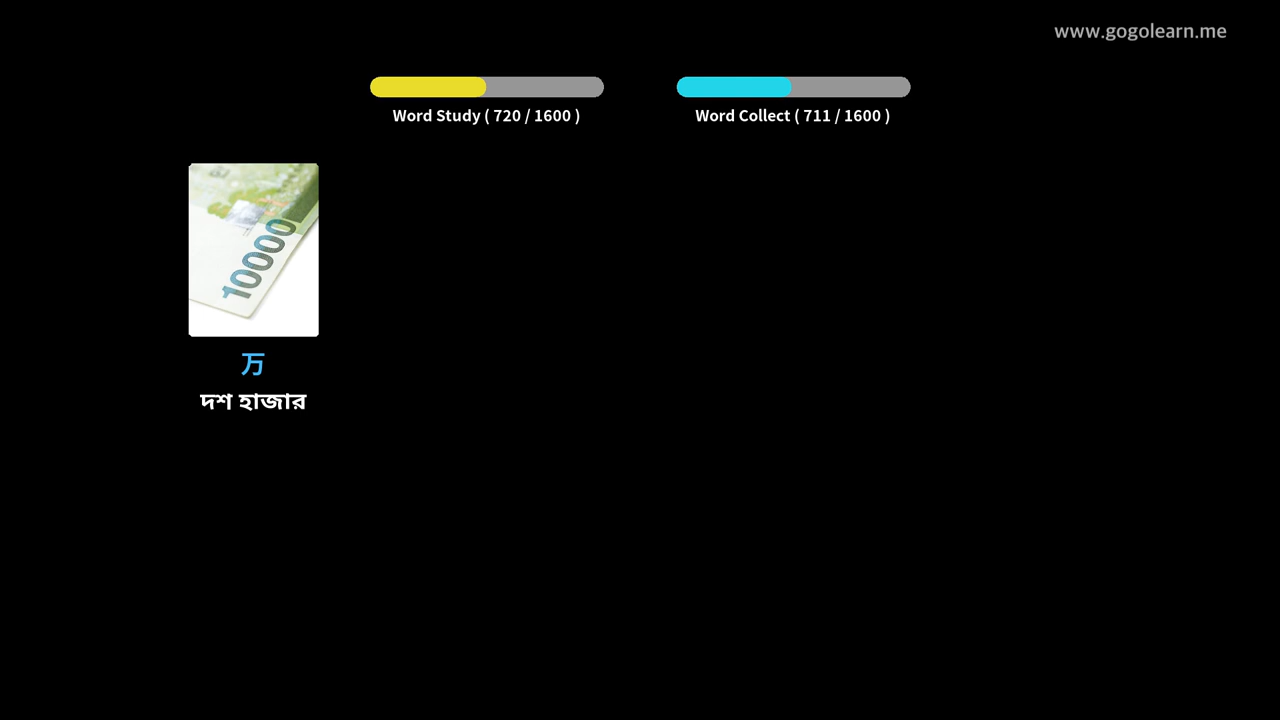 www.gogolearn.me
Word Study ( 720 / 1600 )
Word Collect ( 711 / 1600 )
10000
万
দশ হাজার